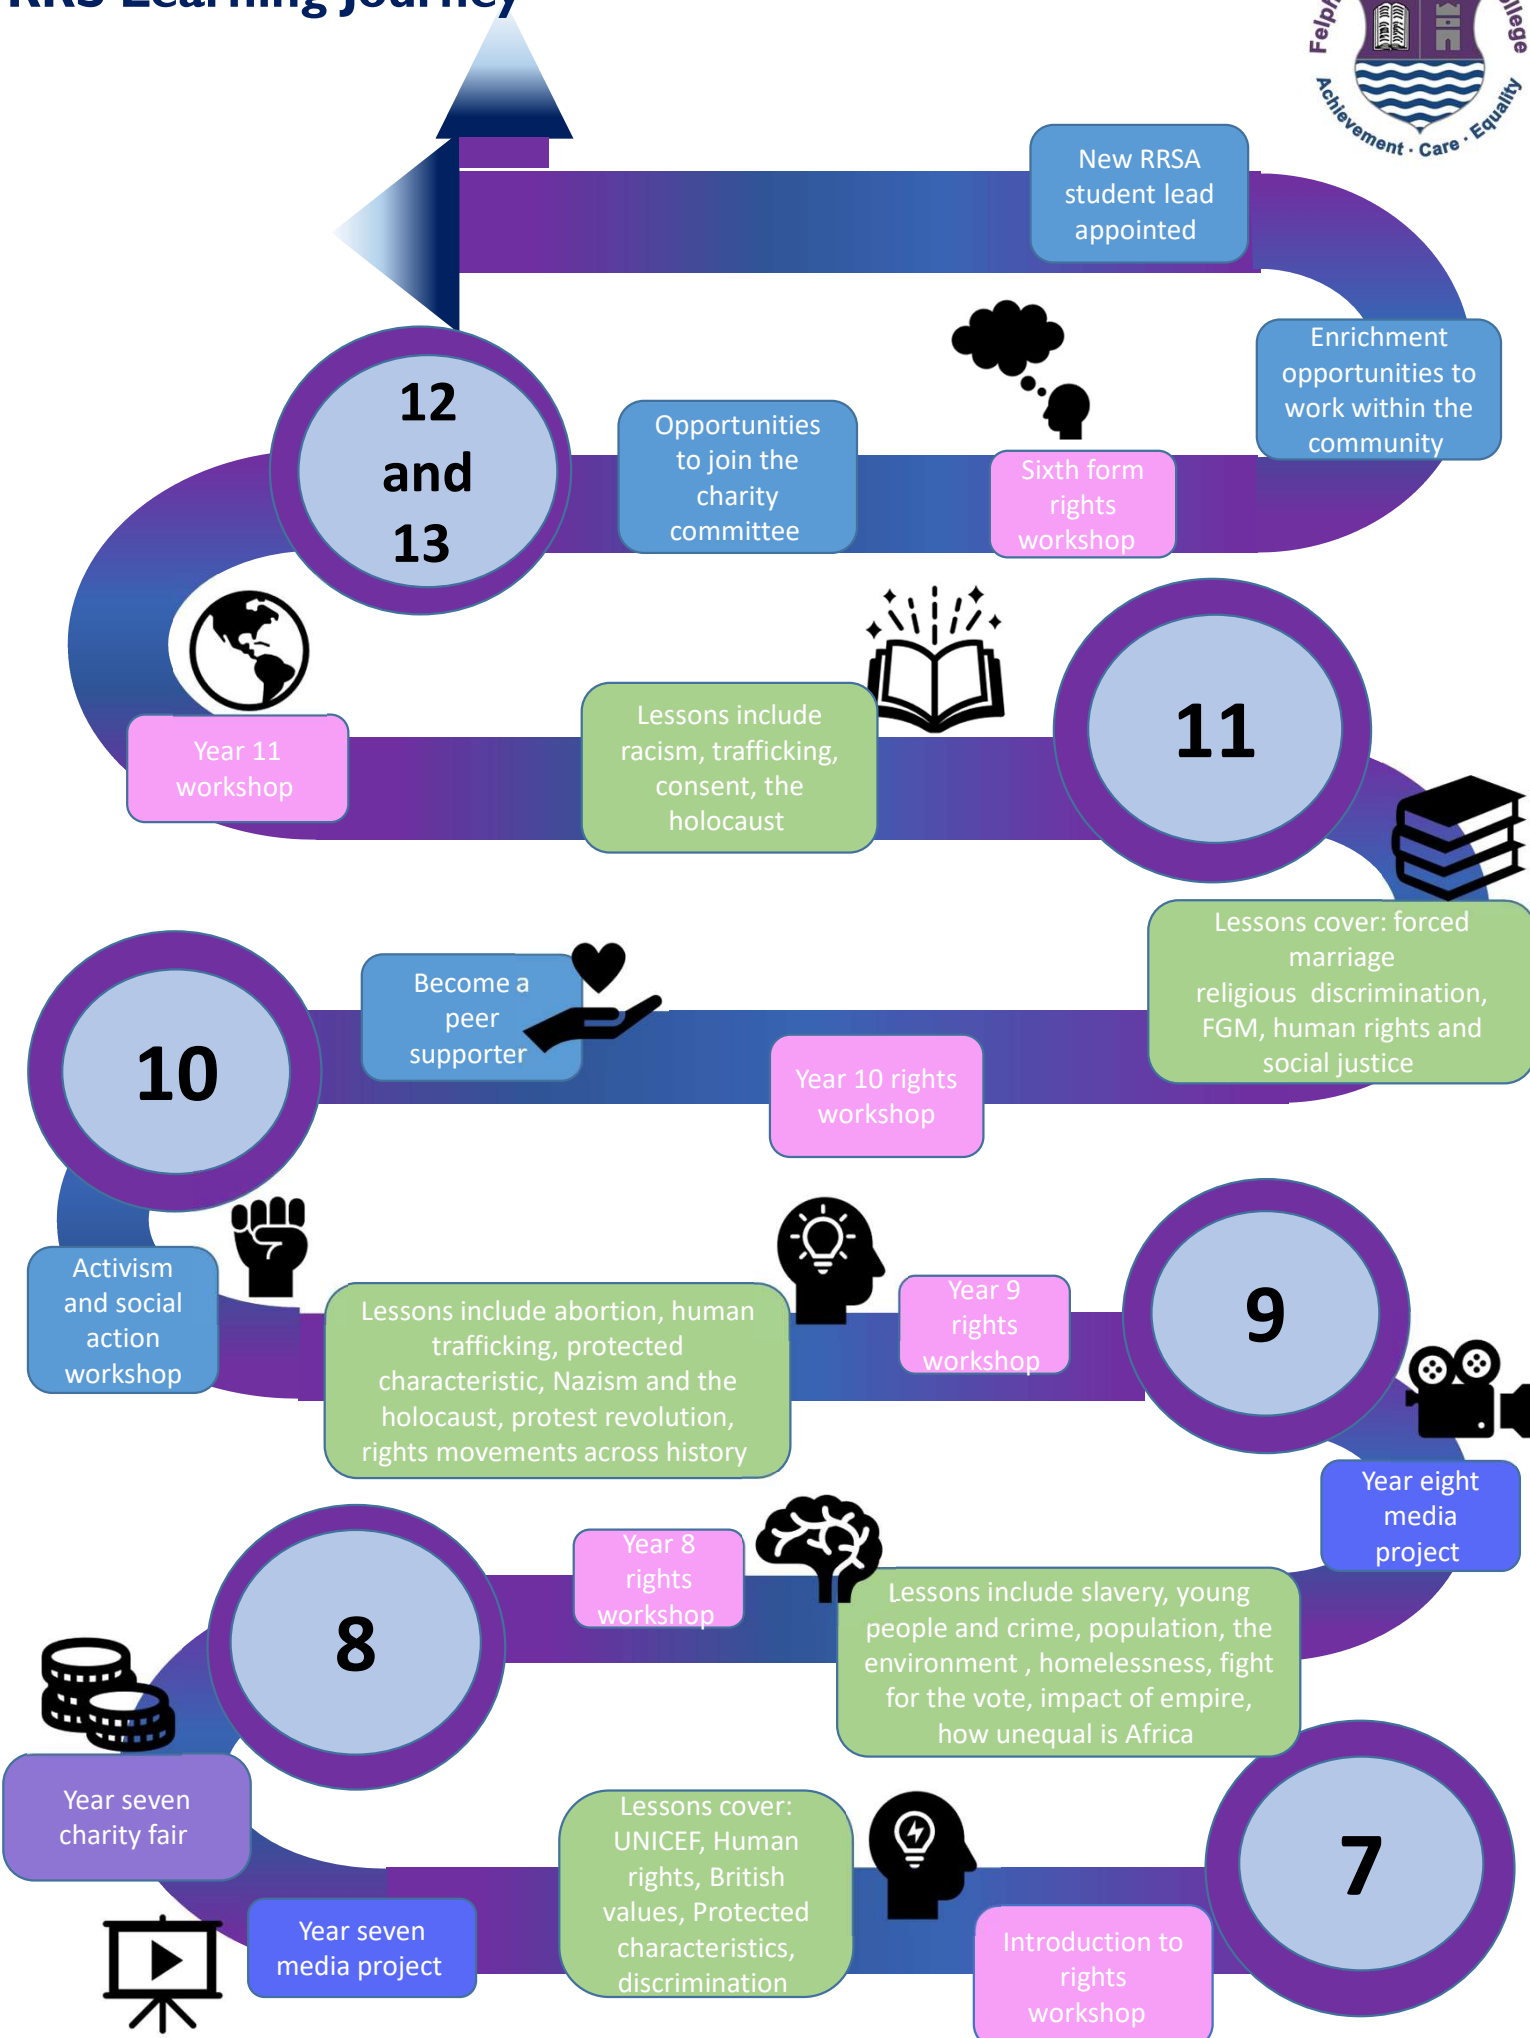 RRS Learning Journey
Achievement · Care · Equality
New RRSA
student lead
appointed
Enrichment
opportunities to
work within the
community
12
and
13
Opportunities
to join the
charity
committee
Sixth form
rights
workshop
Year 11
workshop
Lessons include
racism, trafficking,
consent, the
holocaust
11
Lessons cover: forced
marriage
religious discrimination,
FGM, human rights and
social justice
10
Become a
peer
supporter
Year 10 rights
workshop
Activism
and social
action
workshop
Lessons include abortion, human
trafficking, protected
characteristic, Nazism and the
holocaust, protest revolution,
rights movements across history
Year 9
rights
workshop
9
Year eight
media
project
8
Year 8
rights
workshop
Lessons include slavery, young
people and crime, population, the
environment , homelessness, fight
for the vote, impact of empire,
how unequal is Africa
Year seven
charity fair
Year seven
media project
Lessons cover:
UNICEF, Human
rights, British
values, Protected
characteristics,
discrimination
Introduction to
rights
workshop
7